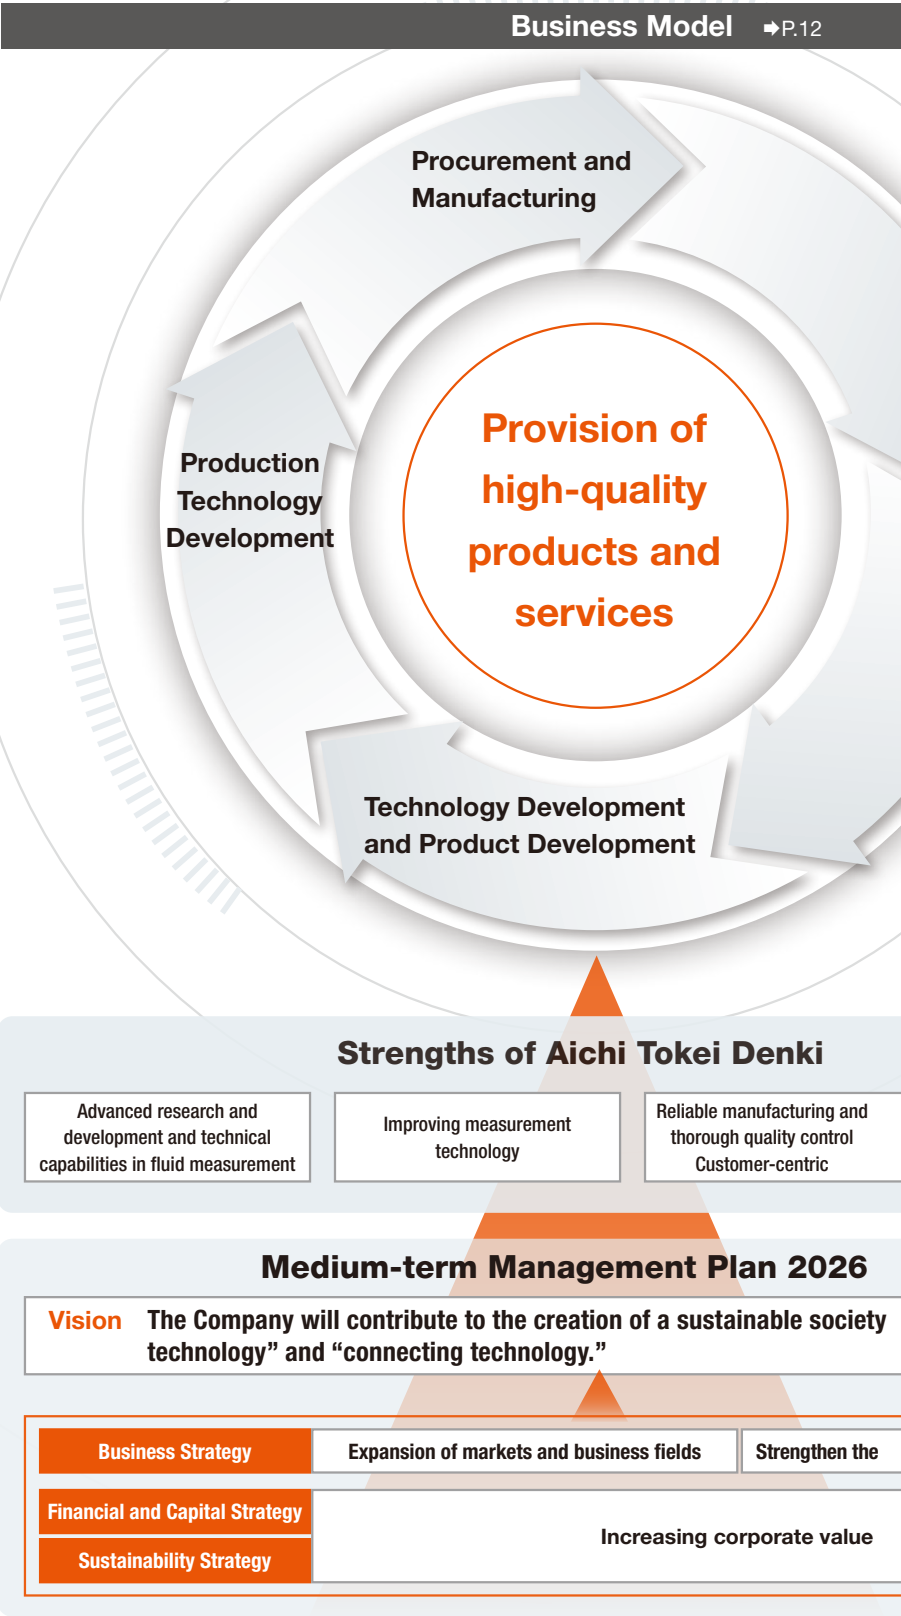 Business Model ➡P.12
Procurement and
Manufacturing
Production
Technology
Development
Provision of
high-quality
products and
services
Technology Development
and Product Development
Strengths of Aichi Tokei Denki
Advanced research and
development and technical
capabilities in fluid measurement
Improving measurement
technology
Reliable manufacturing and
thorough quality control
Customer-centric
Medium-term Management Plan 2026
Vision The Company will contribute to the creation of a sustainable society
technology” and “connecting technology.”
Business Strategy Expansion of markets and business fields Strengthen the
Financial and Capital Strategy
Increasing corporate value
Sustainability Strategy